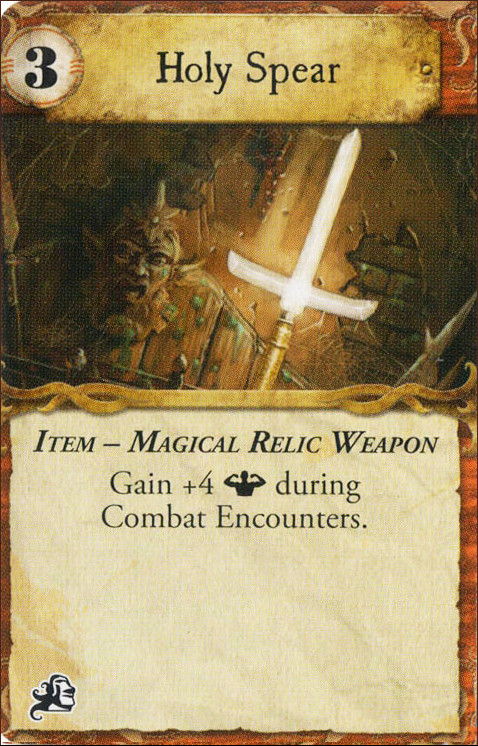 3
Holy Spear
Item – Magical Relic Weapon
Gain +4 during
Combat Encounters.